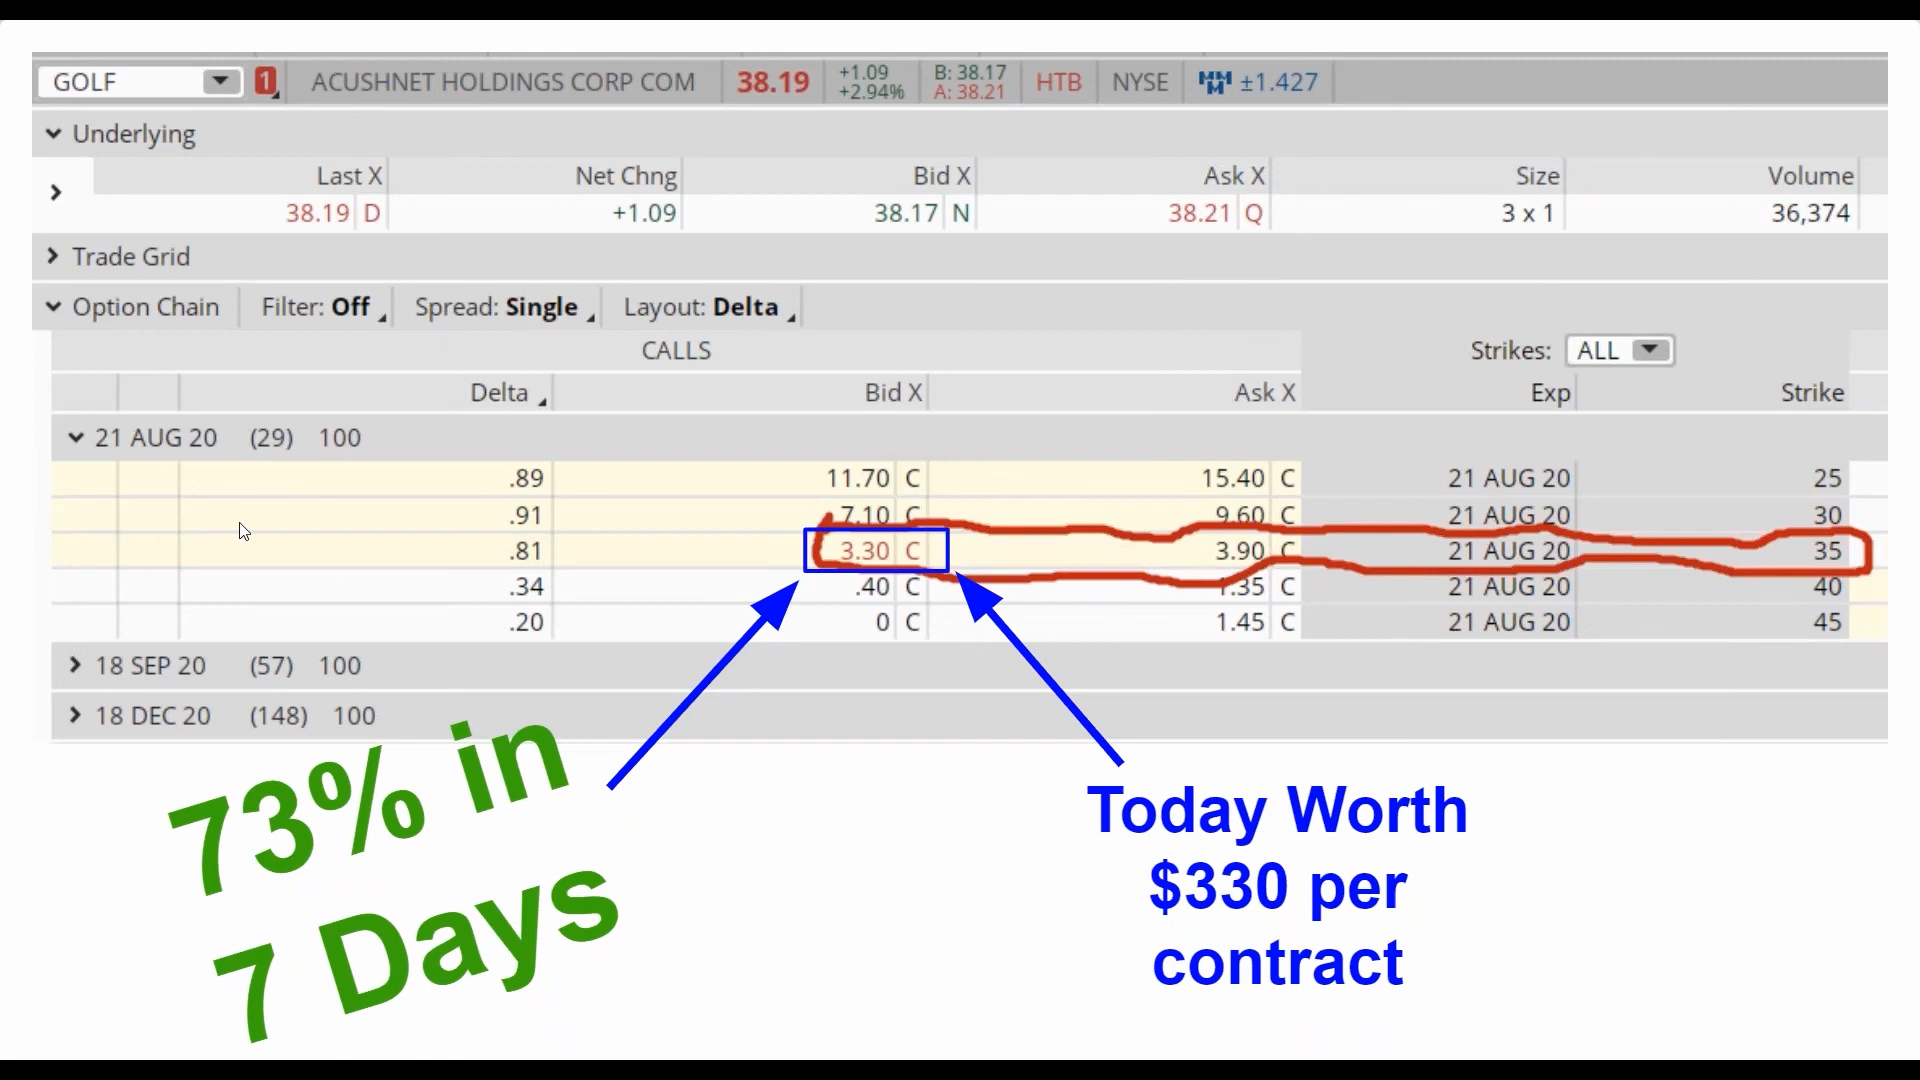 GOLF 1 ACUSHNET HOLDINGS CORP COM 38.19 +1.09 +2.94% B: 38.17 A: 38.21 HTB NYSE MMM ±1.427
Underlying
Last X Net Chng Bid X Ask X Size Volume
38.19 D +1.09 38.17 N 38.21 Q 3 x 1 36,374
Trade Grid
Option Chain Filter: Off Spread: Single Layout: Delta
CALLS Strikes: ALL
Delta Bid X Ask X Exp Strike
21 AUG 20 (29) 100
.89 11.70 C 15.40 C 21 AUG 20 25
.91 7.10 C 9.60 C 21 AUG 20 30
.81 3.30 C 3.90 C 21 AUG 20 35
.34 .40 C 1.35 C 21 AUG 20 40
.20 0 C 1.45 C 21 AUG 20 45
18 SEP 20 (57) 100
18 DEC 20 (148) 100
73% in
7 Days
Today Worth
$330 per
contract